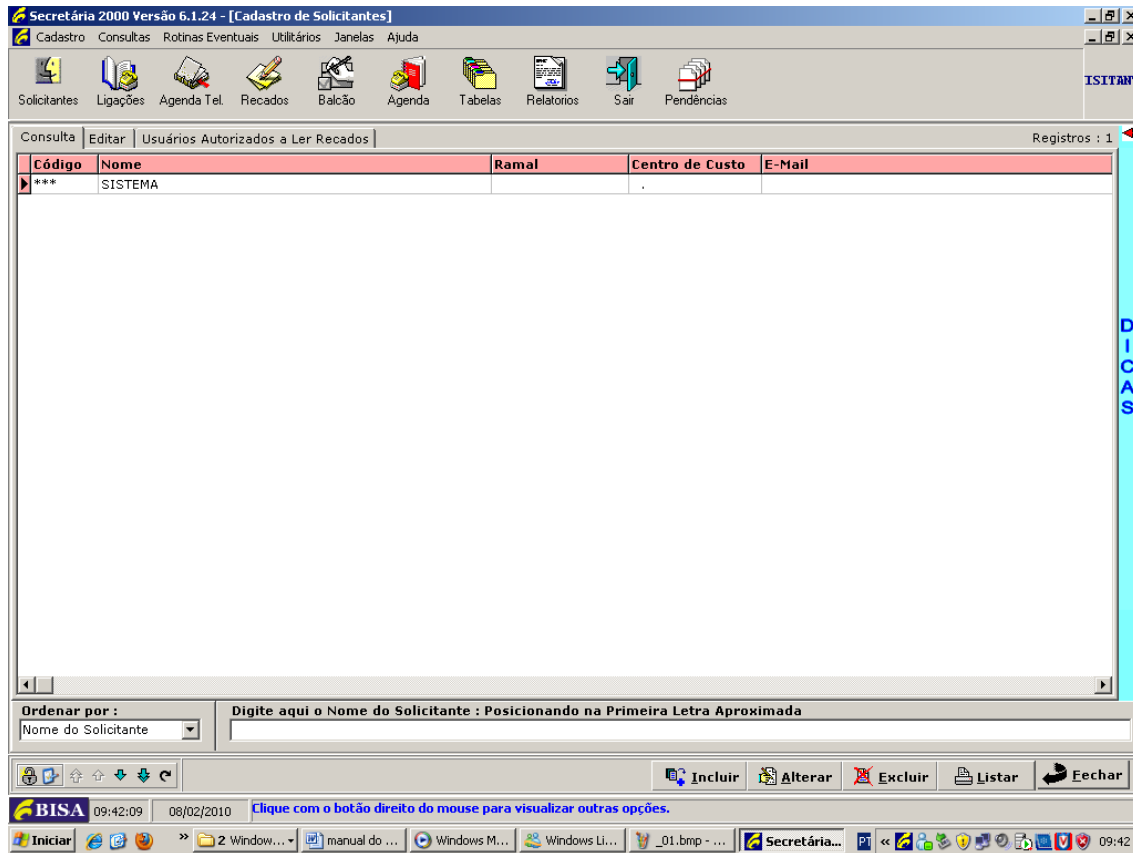 Secretária 2000 Versão 6.1.24 - [Cadastro de Solicitantes]
Cadastro Consultas Rotinas Eventuais Utilitários Janelas Ajuda
Solicitantes Ligações Agenda Tel. Recados Balcão Agenda Tabelas Relatorios Sair Pendências
Consulta Editar Usuários Autorizados a Ler Recados Registros : 1
Código Nome Ramal Centro de Custo E-Mail
*** SISTEMA .
DICAS
Ordenar por : Digite aqui o Nome do Solicitante : Posicionando na Primeira Letra Aproximada
Nome do Solicitante
Incluir Alterar Excluir Listar Fechar
BISA 09:42:09 08/02/2010 Clique com o botão direito do mouse para visualizar outras opções.
Iniciar » 2 Window... manual do ... Windows M... Windows Li... _01.bmp - ... Secretária... PT « 09:42